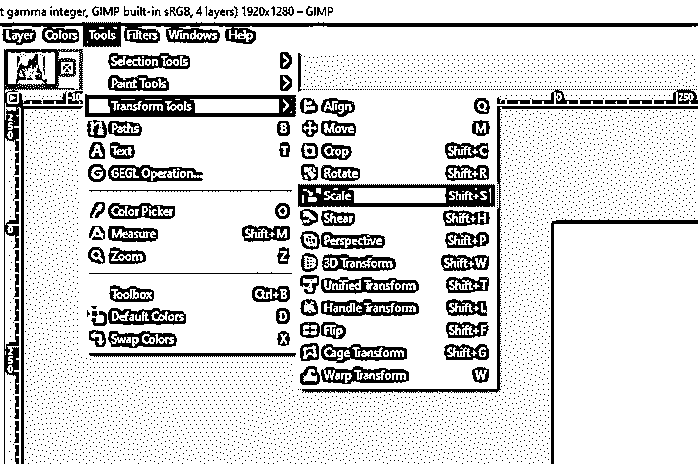 t gamma integer, GIMP built-in sRGB, 4 layers) 1920x1280 – GIMP
Layer Colors Tools Filters Windows Help
Selection Tools
Paint Tools
Transform Tools
Paths B
Text T
GEGL Operation...
Color Picker O
Measure Shift+M
Zoom Z
Toolbox Ctrl+B
Default Colors D
Swap Colors X
Align Q
Move M
Crop Shift+C
Rotate Shift+R
Scale Shift+S
Shear Shift+H
Perspective Shift+P
3D Transform Shift+W
Unified Transform Shift+T
Handle Transform Shift+L
Flip Shift+F
Cage Transform Shift+G
Warp Transform W
0 250